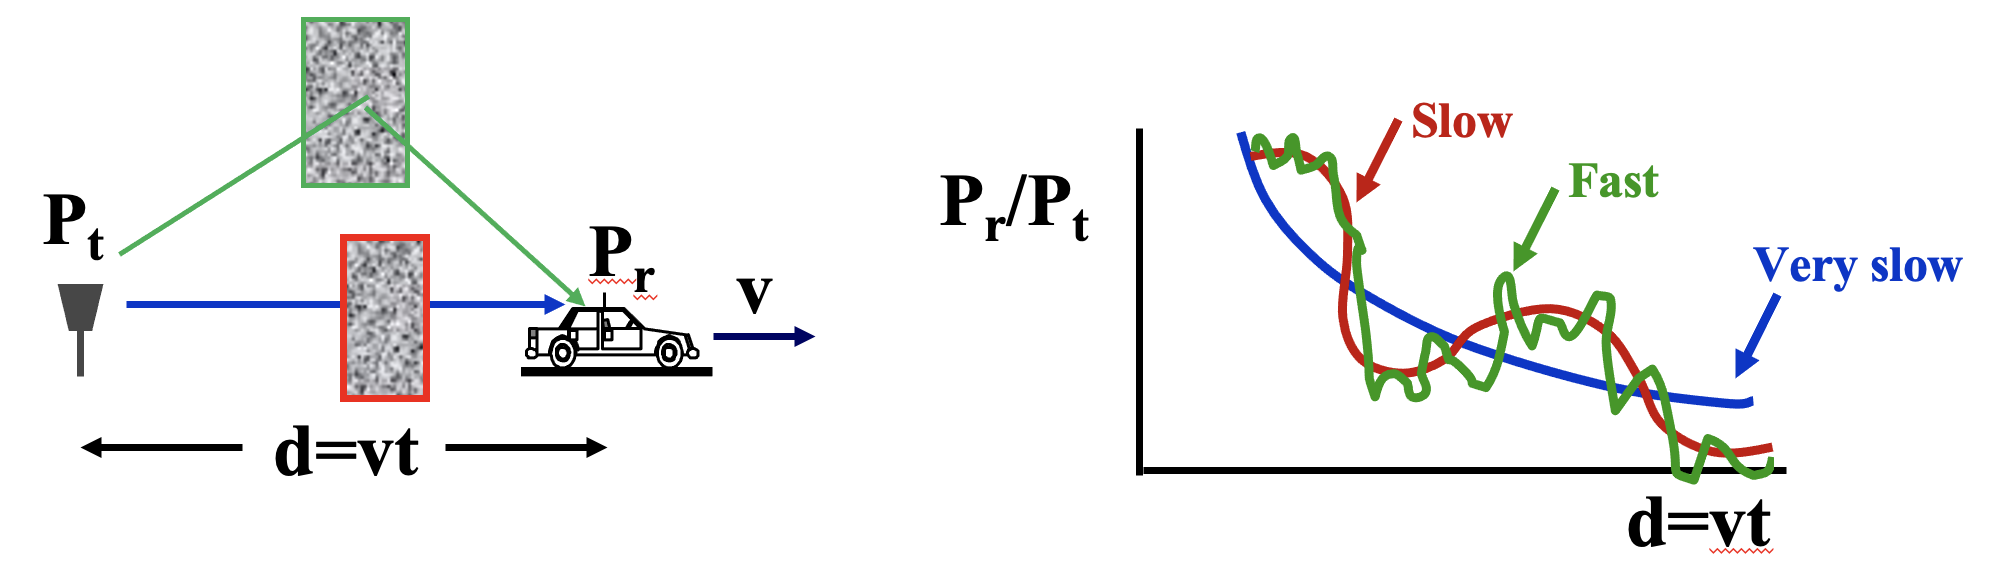 Pt
Pr
v
d=vt
Pr/Pt
Slow
Fast
Very slow
d=vt